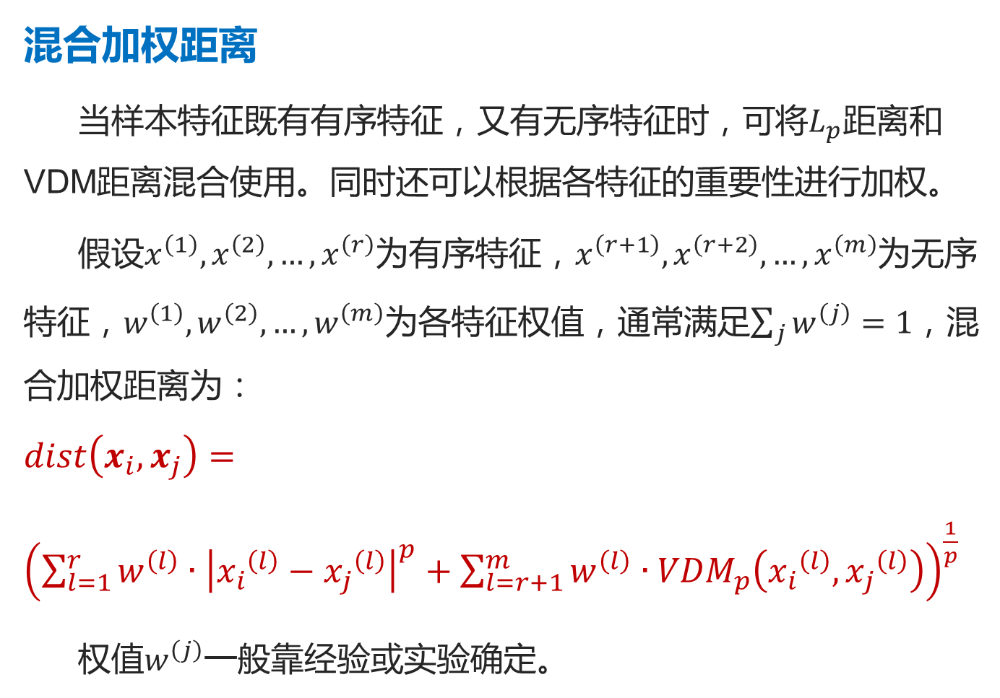 混合加权距离
当样本特征既有有序特征，又有无序特征时，可将$L_p$距离和
VDM距离混合使用。同时还可以根据各特征的重要性进行加权。
假设$x^{(1)}, x^{(2)}, \ldots, x^{(r)}$为有序特征，$x^{(r+1)}, x^{(r+2)}, \ldots, x^{(m)}$为无序
特征，$w^{(1)}, w^{(2)}, \ldots, w^{(m)}$为各特征权值，通常满足$\sum_j w^{(j)} = 1$，混
合加权距离为：
$dist(\boldsymbol{x}_i, \boldsymbol{x}_j) =$
$\left(\sum_{l=1}^{r} w^{(l)} \cdot \left|x_i^{(l)} - x_j^{(l)}\right|^p + \sum_{l=r+1}^{m} w^{(l)} \cdot VDM_p\left(x_i^{(l)}, x_j^{(l)}\right)\right)^{\frac{1}{p}}$
权值$w^{(j)}$一般靠经验或实验确定。